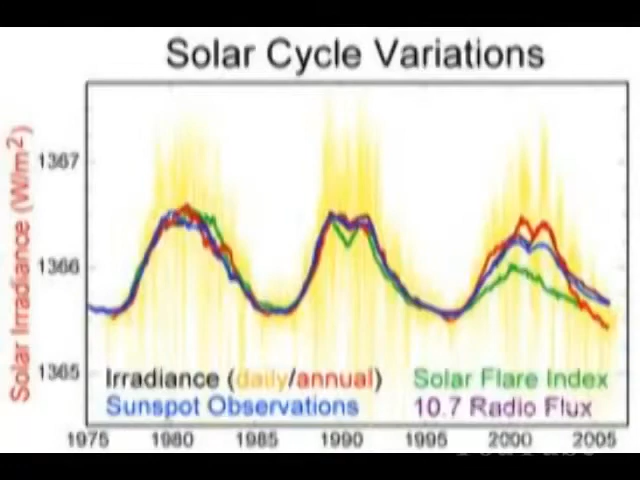 Solar Cycle Variations
Solar Irradiance (W/m²)
1367
1366
1365
Irradiance (daily/annual)
Solar Flare Index
Sunspot Observations
10.7 Radio Flux
1975 1980 1985 1990 1995 2000 2005